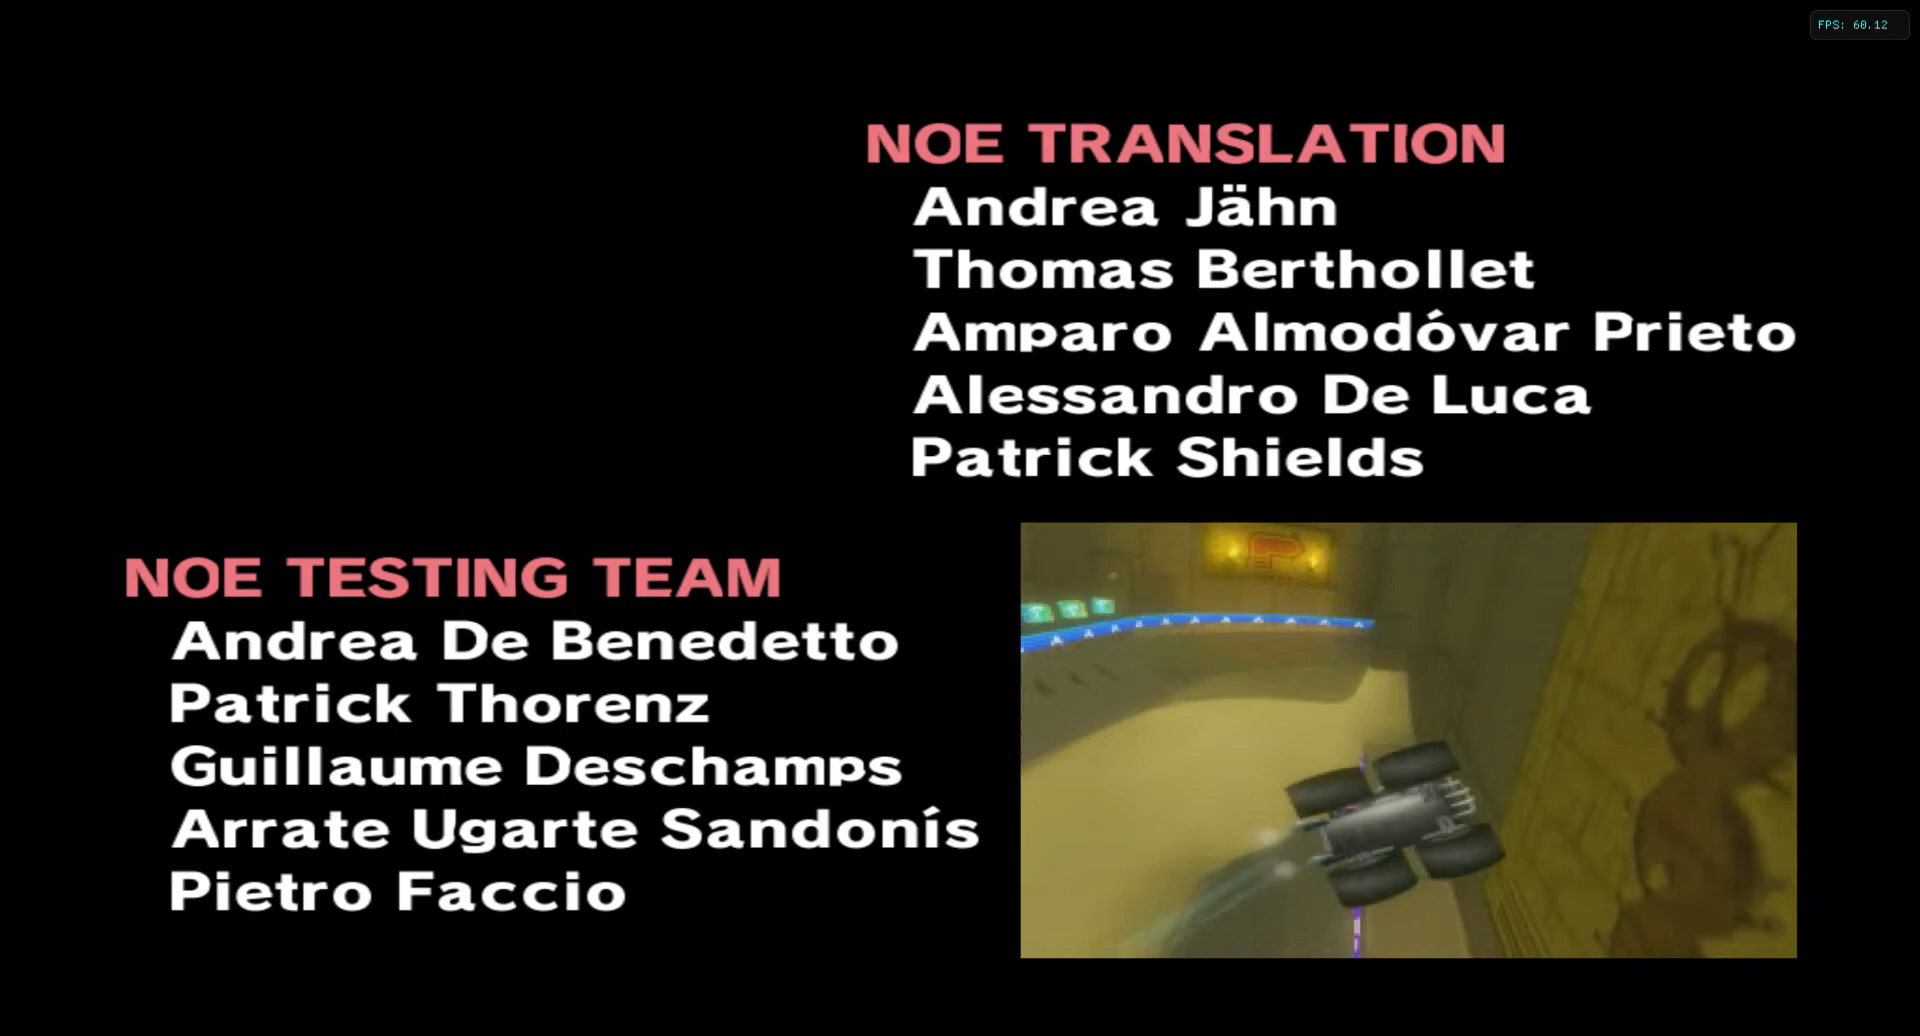 FPS: 60.12
NOE TRANSLATION
Andrea Jähn
Thomas Berthollet
Amparo Almodóvar Prieto
Alessandro De Luca
Patrick Shields
NOE TESTING TEAM
Andrea De Benedetto
Patrick Thorenz
Guillaume Deschamps
Arrate Ugarte Sandonís
Pietro Faccio